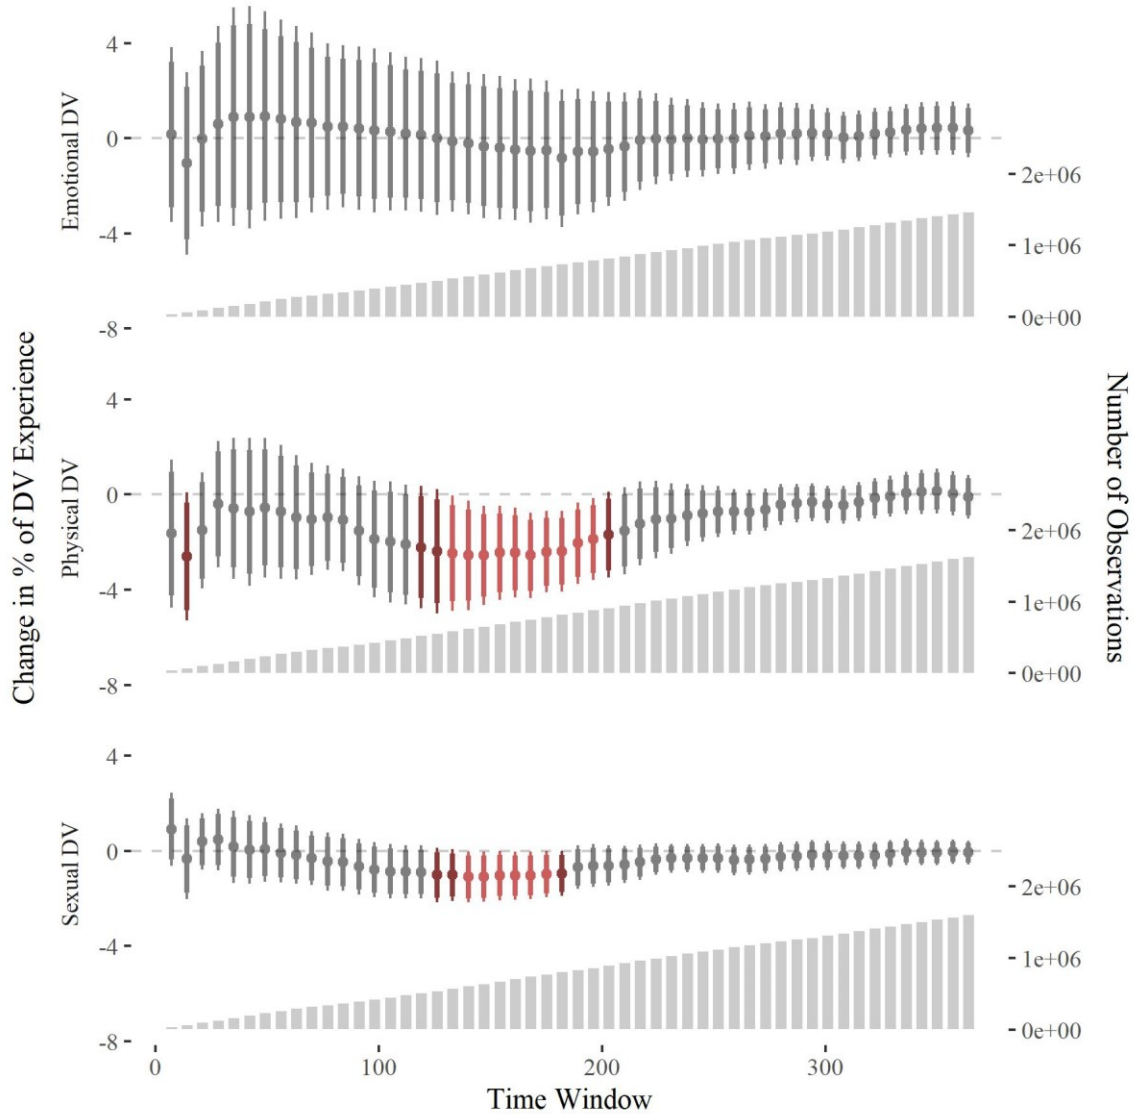 4
0
-4
-8
Emotional DV
2e+06
1e+06
0e+00
4
0
-4
-8
Physical DV
2e+06
1e+06
0e+00
4
0
-4
-8
Sexual DV
2e+06
1e+06
0e+00
Change in % of DV Experience
Number of Observations
0
100
200
300
Time Window